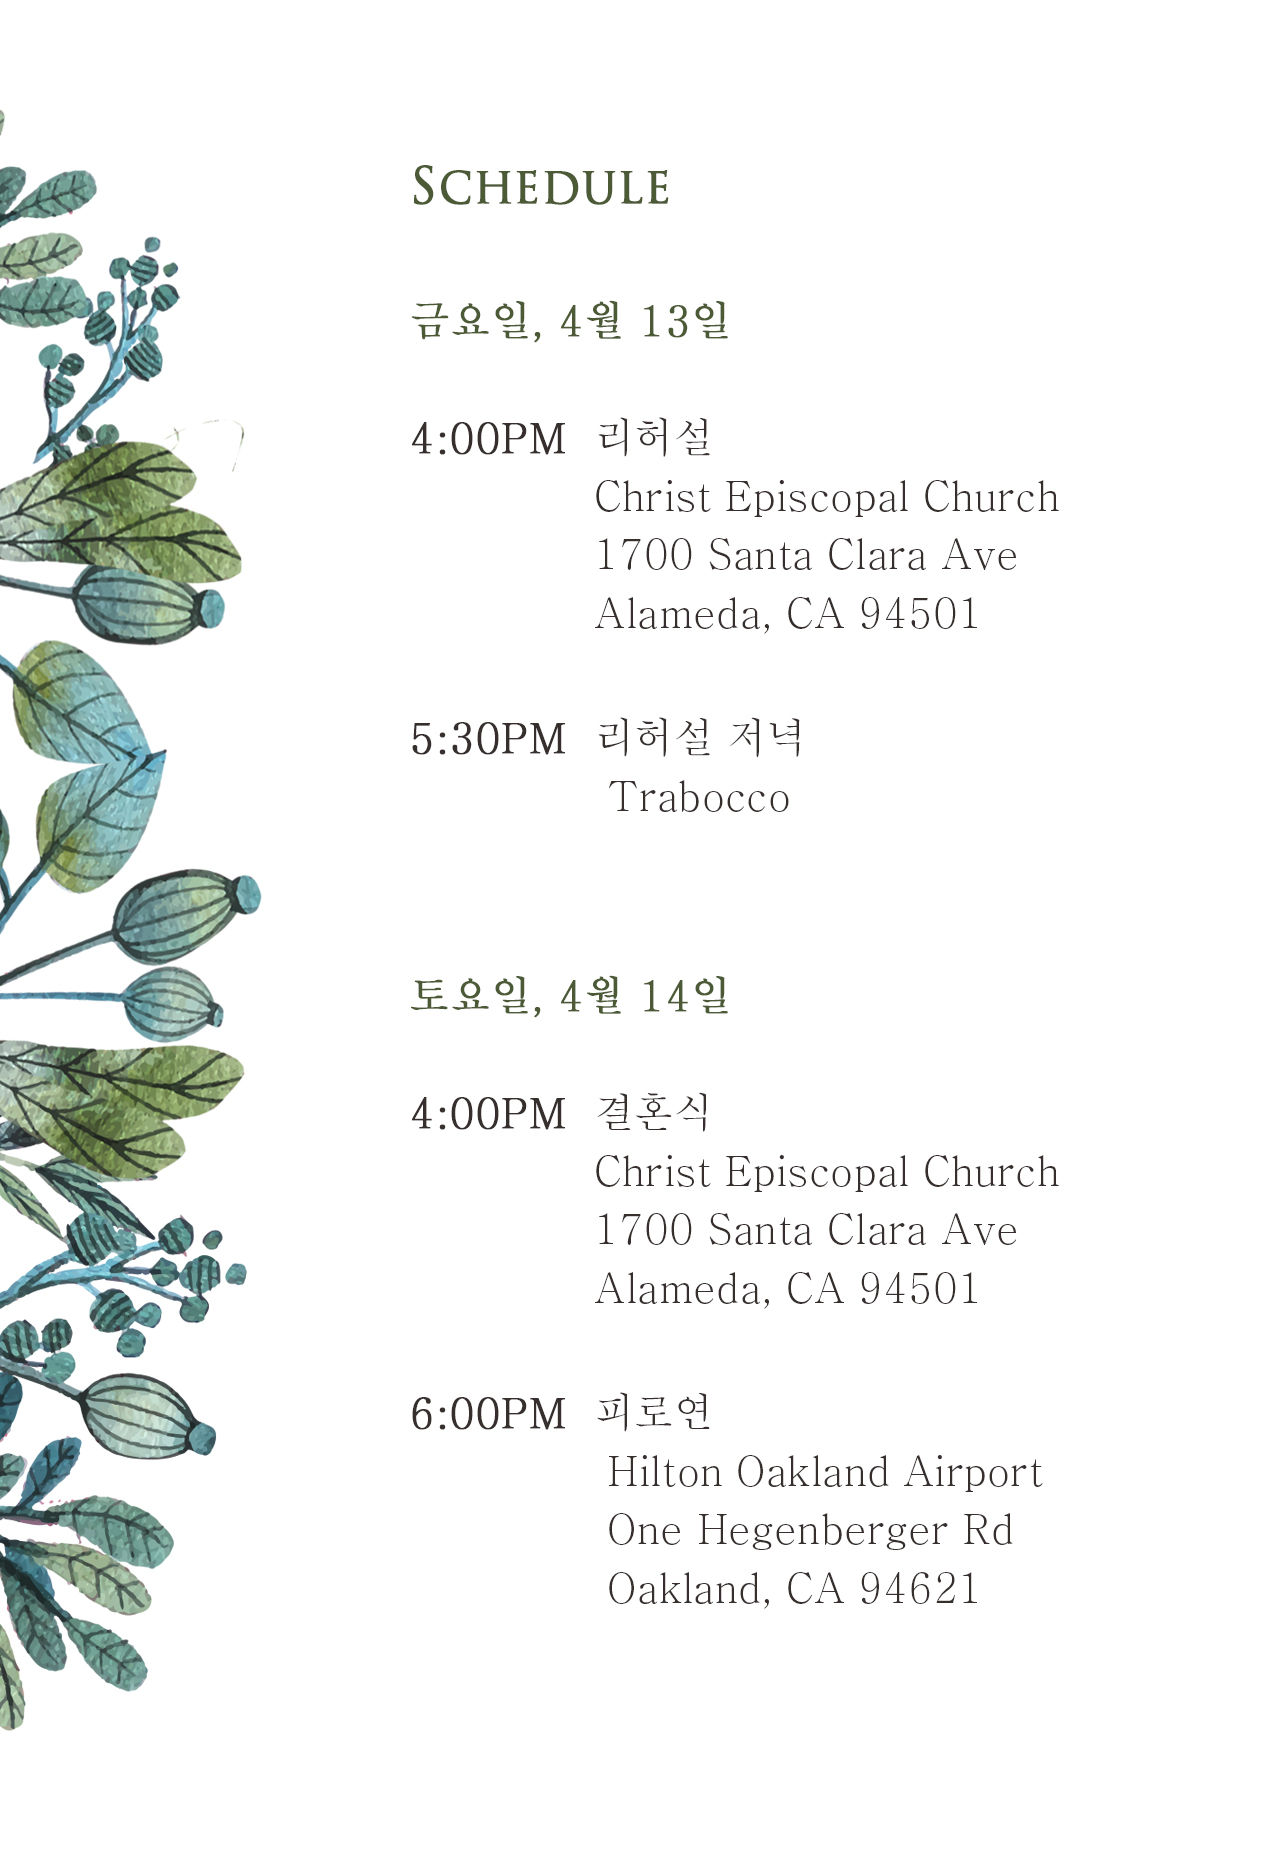 SCHEDULE
금요일, 4월 13일
4:00PM 리허설
Christ Episcopal Church
1700 Santa Clara Ave
Alameda, CA 94501
5:30PM 리허설 저녁
Trabocco
토요일, 4월 14일
4:00PM 결혼식
Christ Episcopal Church
1700 Santa Clara Ave
Alameda, CA 94501
6:00PM 피로연
Hilton Oakland Airport
One Hegenberger Rd
Oakland, CA 94621